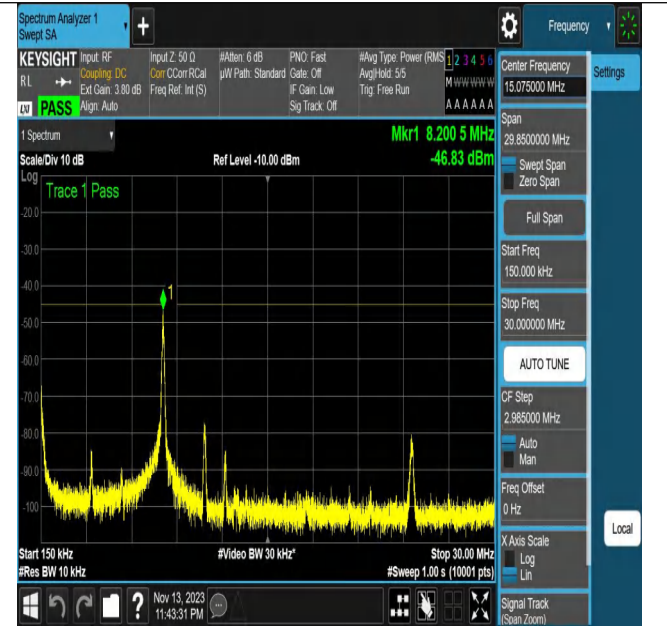 Spectrum Analyzer 1
Swept SA
+
Frequency
KEYSIGHT
RL
LXI
PASS
Input: RF
Coupling: DC
Ext Gain: 3.80 dB
Align: Auto
Input Z: 50 Ω
Corr CCorr RCal
Freq Ref: Int (S)
#Atten: 6 dB
µW Path: Standard
PNO: Fast
Gate: Off
IF Gain: Low
Sig Track: Off
#Avg Type: Power (RMS
Avg|Hold: 5/5
Trig: Free Run
1 2 3 4 5 6
M W W W W W
A A A A A A
1 Spectrum
Mkr1 8.200 5 MHz
Scale/Div 10 dB
Ref Level -10.00 dBm
-46.83 dBm
Log
Trace 1 Pass
1
-20.0
-30.0
-40.0
-50.0
-60.0
-70.0
-80.0
-90.0
-100
Start 150 kHz
#Video BW 30 kHz*
Stop 30.00 MHz
#Res BW 10 kHz
#Sweep 1.00 s (10001 pts)
Center Frequency
15.075000 MHz
Settings
Span
29.8500000 MHz
Swept Span
Zero Span
Full Span
Start Freq
150.000 kHz
Stop Freq
30.000000 MHz
AUTO TUNE
CF Step
2.985000 MHz
Auto
Man
Freq Offset
0 Hz
X Axis Scale
Log
Lin
Local
Signal Track
(Span Zoom)
?
Nov 13, 2023
11:43:31 PM